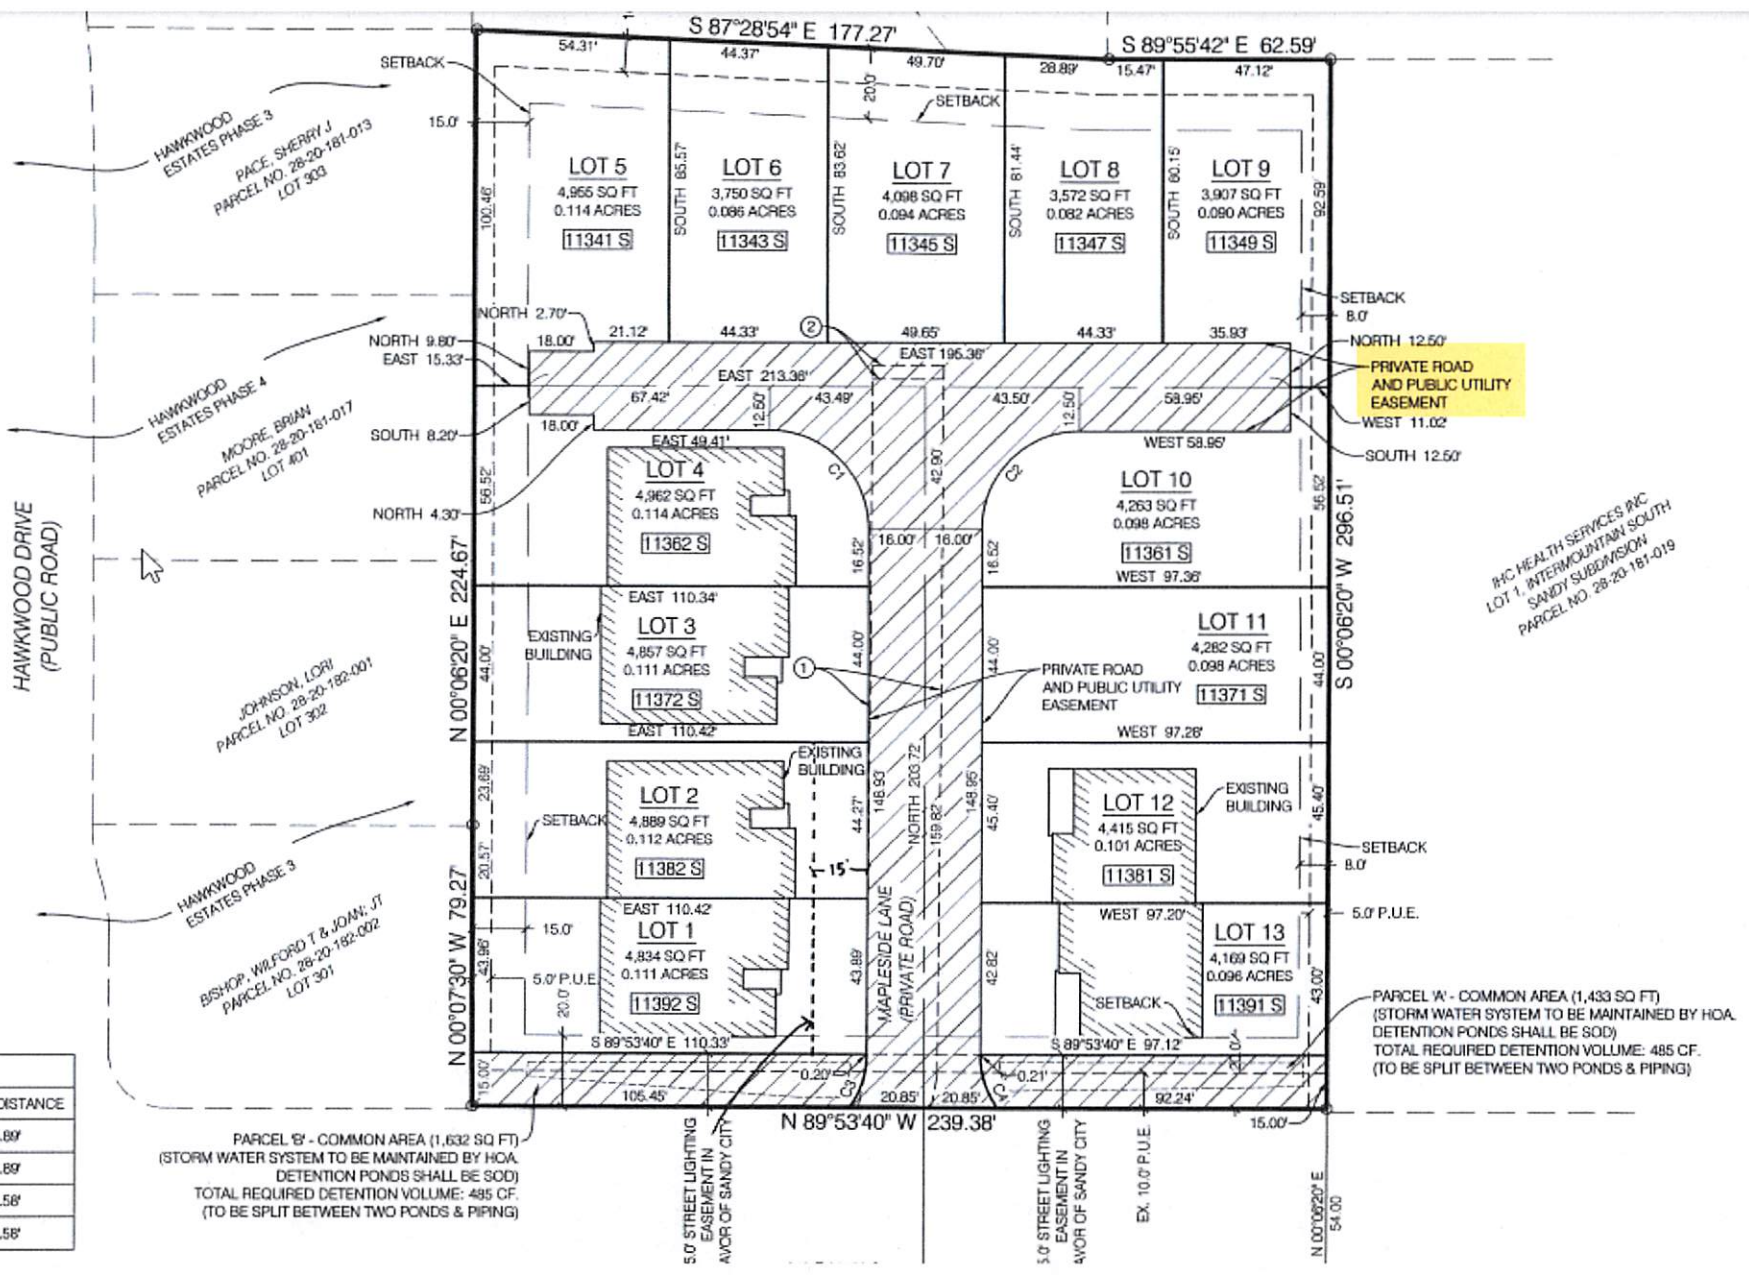 S 87°28'54" E 177.27'
S 89°55'42" E 62.59'
54.31'
44.37'
49.70'
28.89'
15.47'
47.12'
SETBACK
20.0'
SETBACK
15.0'
HAWKWOOD
ESTATES PHASE 3
PACE, SHERRY J
PARCEL NO. 28-20-181-013
LOT 303
100.46'
LOT 5
4,955 SQ FT
0.114 ACRES
11341 S
SOUTH 85.57'
LOT 6
3,750 SQ FT
0.086 ACRES
11343 S
SOUTH 83.62'
LOT 7
4,098 SQ FT
0.094 ACRES
11345 S
SOUTH 81.44'
LOT 8
3,572 SQ FT
0.082 ACRES
11347 S
SOUTH 80.15'
LOT 9
3,907 SQ FT
0.090 ACRES
11349 S
92.59'
SETBACK
8.0'
NORTH 2.70'
21.12'
44.33'
2
49.65'
44.33'
35.93'
NORTH 12.50'
NORTH 9.80'
18.00'
EAST 195.36'
EAST 15.33'
EAST 213.36'
PRIVATE ROAD
AND PUBLIC UTILITY
EASEMENT
67.42'
12.50'
43.49'
43.50'
12.50'
58.95'
WEST 11.02'
18.00'
SOUTH 8.20'
EAST 49.41'
WEST 58.95'
SOUTH 12.50'
HAWKWOOD
ESTATES PHASE 4
MOORE, BRIAN
PARCEL NO. 28-20-181-017
LOT 401
56.52'
NORTH 4.30'
LOT 4
4,962 SQ FT
0.114 ACRES
11362 S
C1
42.90'
C2
16.00'
16.00'
16.52'
16.52'
LOT 10
4,263 SQ FT
0.098 ACRES
11361 S
WEST 97.36'
56.52'
S 00°06'20" W 296.51'
IHC HEALTH SERVICES INC
LOT 1, INTERMOUNTAIN SOUTH
SANDY SUBDIVISION
PARCEL NO. 28-20-181-019
HAWKWOOD DRIVE
(PUBLIC ROAD)
N 00°06'20" E 224.67'
EAST 110.34'
EXISTING
BUILDING
LOT 3
4,857 SQ FT
0.111 ACRES
11372 S
44.00'
44.00'
1
44.00'
PRIVATE ROAD
AND PUBLIC UTILITY
EASEMENT
LOT 11
4,282 SQ FT
0.098 ACRES
11371 S
44.00'
EAST 110.42'
WEST 97.28'
JOHNSON, LORI
PARCEL NO. 28-20-182-001
LOT 302
EXISTING
BUILDING
23.69'
SETBACK
LOT 2
4,889 SQ FT
0.112 ACRES
11382 S
20.57'
15'
44.27'
148.93'
NORTH 203.72'
159.82'
148.95'
45.40'
LOT 12
4,415 SQ FT
0.101 ACRES
11381 S
EXISTING
BUILDING
45.40'
SETBACK
8.0'
HAWKWOOD
ESTATES PHASE 3
BISHOP, WILFORD T & JOAN; JT
PARCEL NO. 28-20-182-002
LOT 301
N 00°07'30" W 79.27'
EAST 110.42'
WEST 97.20'
5.0' P.U.E.
43.96'
15.0'
5.0' P.U.E.
20.0'
LOT 1
4,834 SQ FT
0.111 ACRES
11392 S
43.89'
MAPLESIDE LANE
(PRIVATE ROAD)
42.82'
LOT 13
4,169 SQ FT
0.096 ACRES
11391 S
43.00'
SETBACK
S 89°53'40" E 110.33'
S 89°53'40" E 97.12'
PARCEL 'A' - COMMON AREA (1,433 SQ FT)
(STORM WATER SYSTEM TO BE MAINTAINED BY HOA.
DETENTION PONDS SHALL BE SOD)
TOTAL REQUIRED DETENTION VOLUME: 485 CF.
(TO BE SPLIT BETWEEN TWO PONDS & PIPING)
15.00'
105.45'
0.20'
C3
20.85'
20.85'
0.21'
C4
92.24'
15.00'
N 89°53'40" W 239.38'
DISTANCE
.89'
.89'
.58'
.58'
PARCEL 'B' - COMMON AREA (1,632 SQ FT)
(STORM WATER SYSTEM TO BE MAINTAINED BY HOA.
DETENTION PONDS SHALL BE SOD)
TOTAL REQUIRED DETENTION VOLUME: 485 CF.
(TO BE SPLIT BETWEEN TWO PONDS & PIPING)
5.0' STREET LIGHTING
EASEMENT IN
AVOR OF SANDY CITY
5.0' STREET LIGHTING
EASEMENT IN
AVOR OF SANDY CITY
EX. 10.0' P.U.E.
N 00°06'20" E
54.00